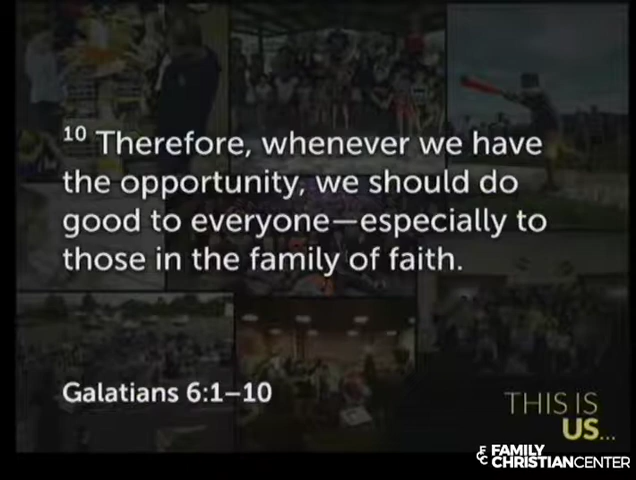 10 Therefore, whenever we have
the opportunity, we should do
good to everyone—especially to
those in the family of faith.
Galatians 6:1–10
THIS IS
US...
FAMILY
CHRISTIANCENTER